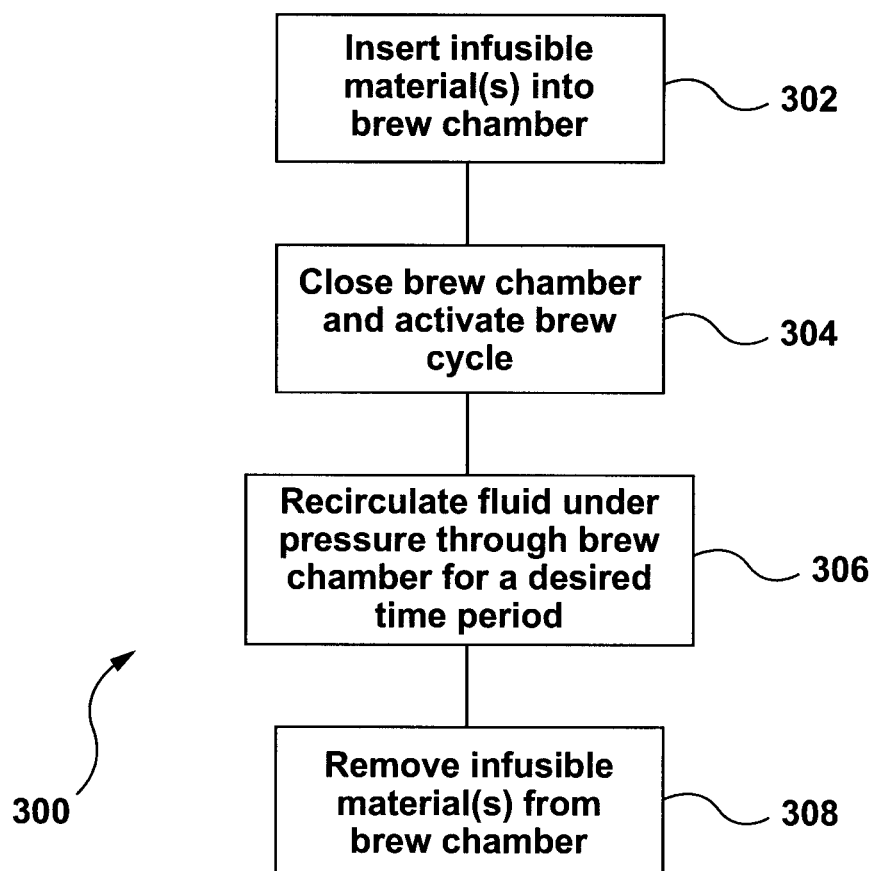 Insert infusible
material(s) into
brew chamber
302
Close brew chamber
and activate brew
cycle
304
Recirculate fluid under
pressure through brew
chamber for a desired
time period
306
300
Remove infusible
material(s) from
brew chamber
308